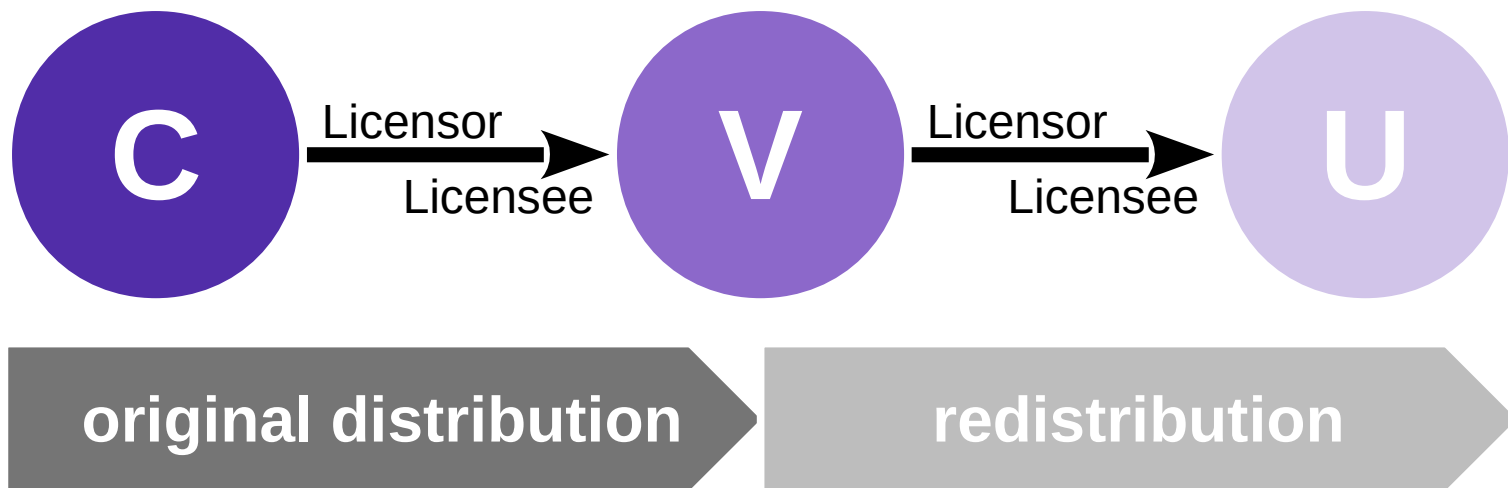 C
Licensor
Licensee
V
Licensor
Licensee
U
original distribution
redistribution